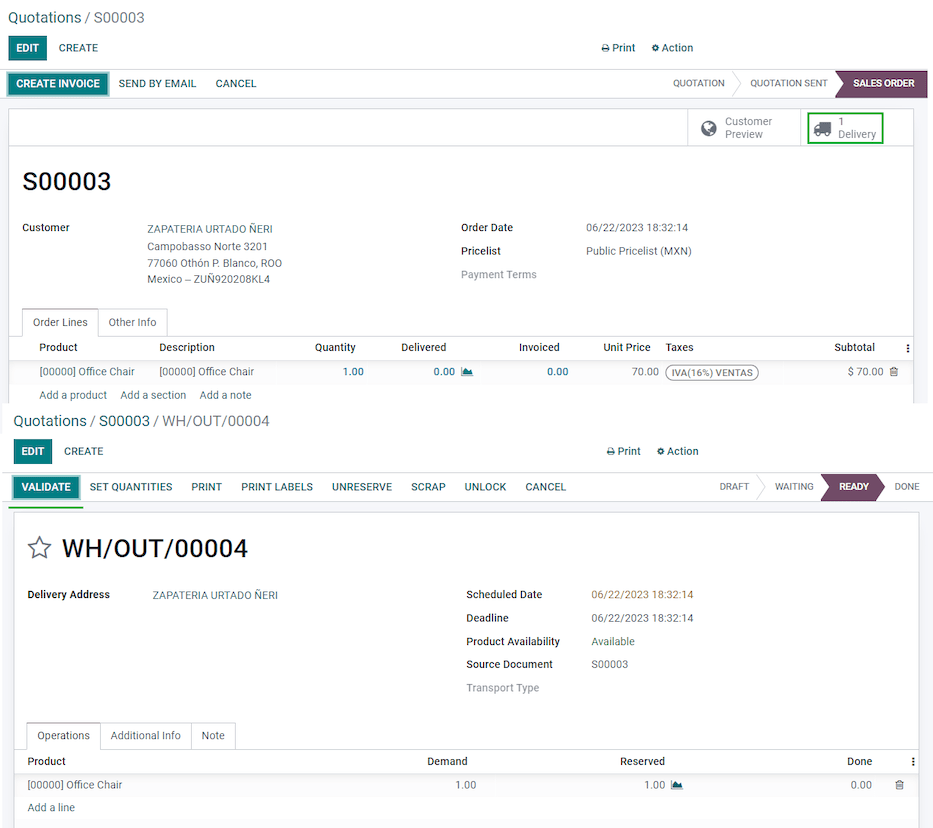 Quotations / S00003
EDIT CREATE Print Action
CREATE INVOICE SEND BY EMAIL CANCEL QUOTATION QUOTATION SENT SALES ORDER
Customer Preview 1 Delivery
S00003
Customer ZAPATERIA URTADO ÑERI Order Date 06/22/2023 18:32:14
Campobasso Norte 3201 Pricelist Public Pricelist (MXN)
77060 Othón P. Blanco, ROO Payment Terms
Mexico – ZUÑ920208KL4
Order Lines Other Info
Product Description Quantity Delivered Invoiced Unit Price Taxes Subtotal
[00000] Office Chair [00000] Office Chair 1.00 0.00 0.00 70.00 IVA(16%) VENTAS $ 70.00
Add a product Add a section Add a note
Quotations / S00003 / WH/OUT/00004
EDIT CREATE Print Action
VALIDATE SET QUANTITIES PRINT PRINT LABELS UNRESERVE SCRAP UNLOCK CANCEL DRAFT WAITING READY DONE
WH/OUT/00004
Delivery Address ZAPATERIA URTADO ÑERI Scheduled Date 06/22/2023 18:32:14
Deadline 06/22/2023 18:32:14
Product Availability Available
Source Document S00003
Transport Type
Operations Additional Info Note
Product Demand Reserved Done
[00000] Office Chair 1.00 1.00 0.00
Add a line